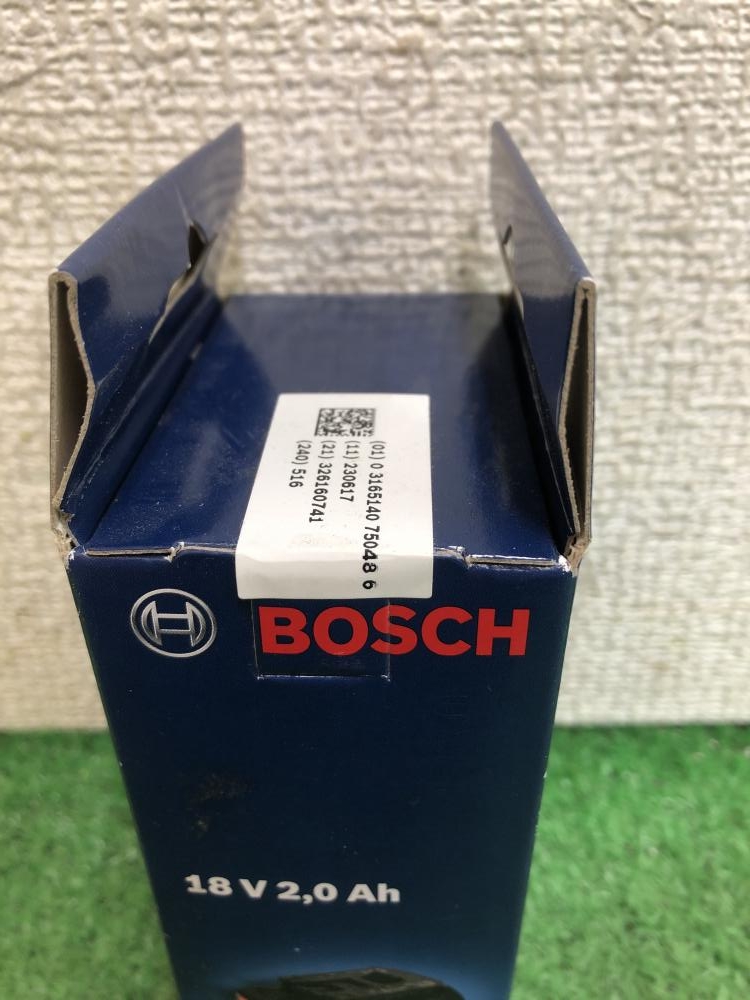 (01) 0 3165140 75048 6
(11) 230617
(21) 326160741
(240) 516
BOSCH
18 V 2,0 Ah